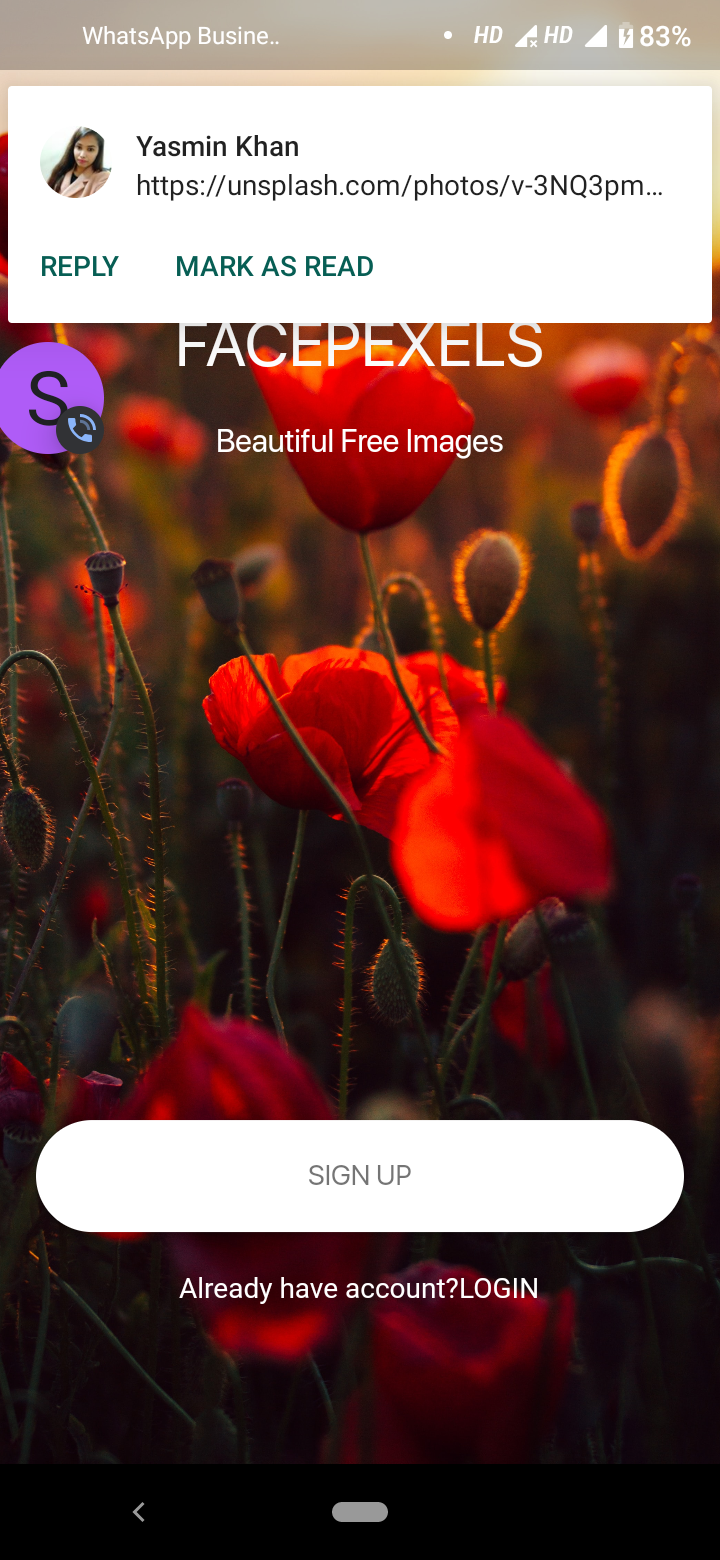 WhatsApp Busine..
HD HD 83%
Yasmin Khan
https://unsplash.com/photos/v-3NQ3pm…
REPLY MARK AS READ
FACEPEXELS
S
Beautiful Free Images
SIGN UP
Already have account?LOGIN